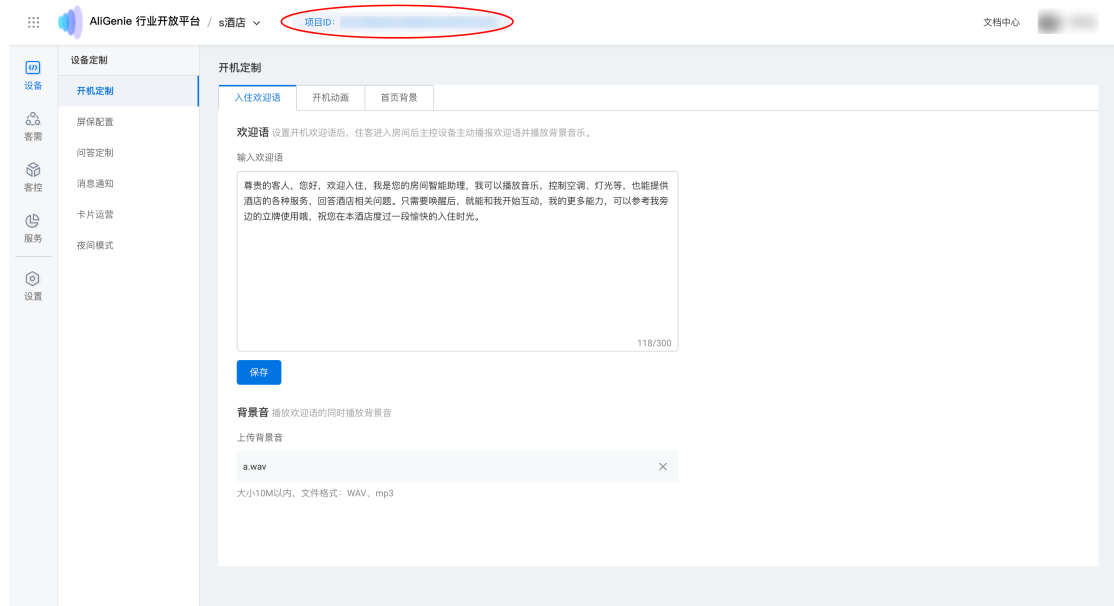 AliGenie 行业开放平台 / s酒店
项目ID:
文档中心
设备
客需
客控
服务
设置
设备定制
开机定制
屏保配置
问答定制
消息通知
卡片运营
夜间模式
开机定制
入住欢迎语 开机动画 首页背景
欢迎语 设置开机欢迎语后，住客进入房间后主控设备主动播报欢迎语并播放背景音乐。
输入欢迎语
尊贵的客人，您好，欢迎入住，我是您的房间智能助理，我可以播放音乐，控制空调、灯光等，也能提供
酒店的各种服务，回答酒店相关问题。只需要唤醒后，就能和我开始互动，我的更多能力，可以参考我旁
边的立牌使用哦，祝您在本酒店度过一段愉快的入住时光。
118/300
保存
背景音 播放欢迎语的同时播放背景音
上传背景音
a.wav
大小10M以内，文件格式：WAV、mp3